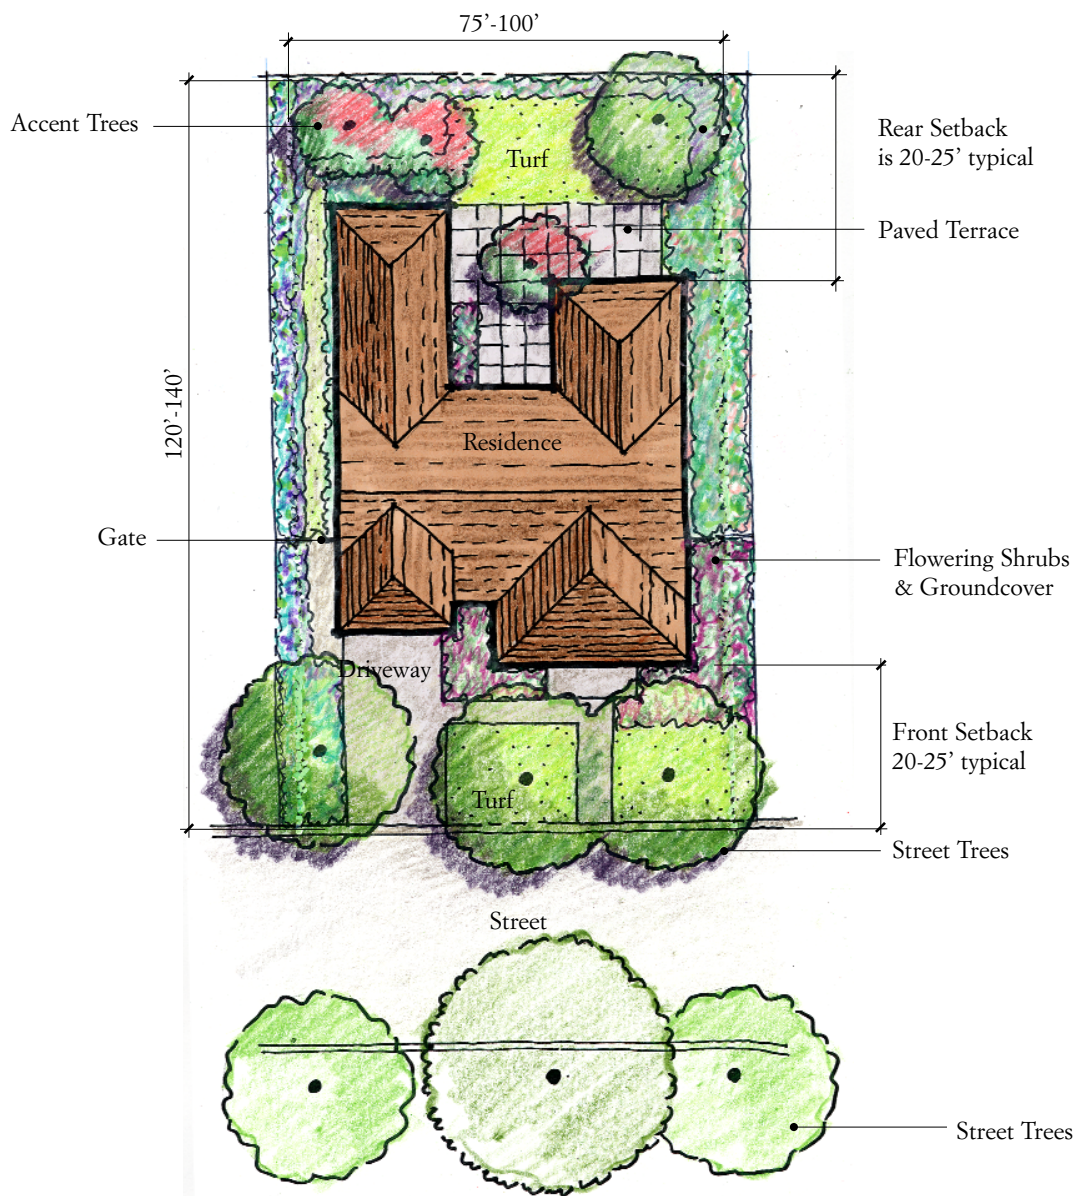 75’-100’
Accent Trees
Rear Setback
is 20-25’ typical
Turf
Paved Terrace
120’-140’
Residence
Gate
Flowering Shrubs
& Groundcover
Driveway
Front Setback
20-25’ typical
Turf
Street Trees
Street
Street Trees